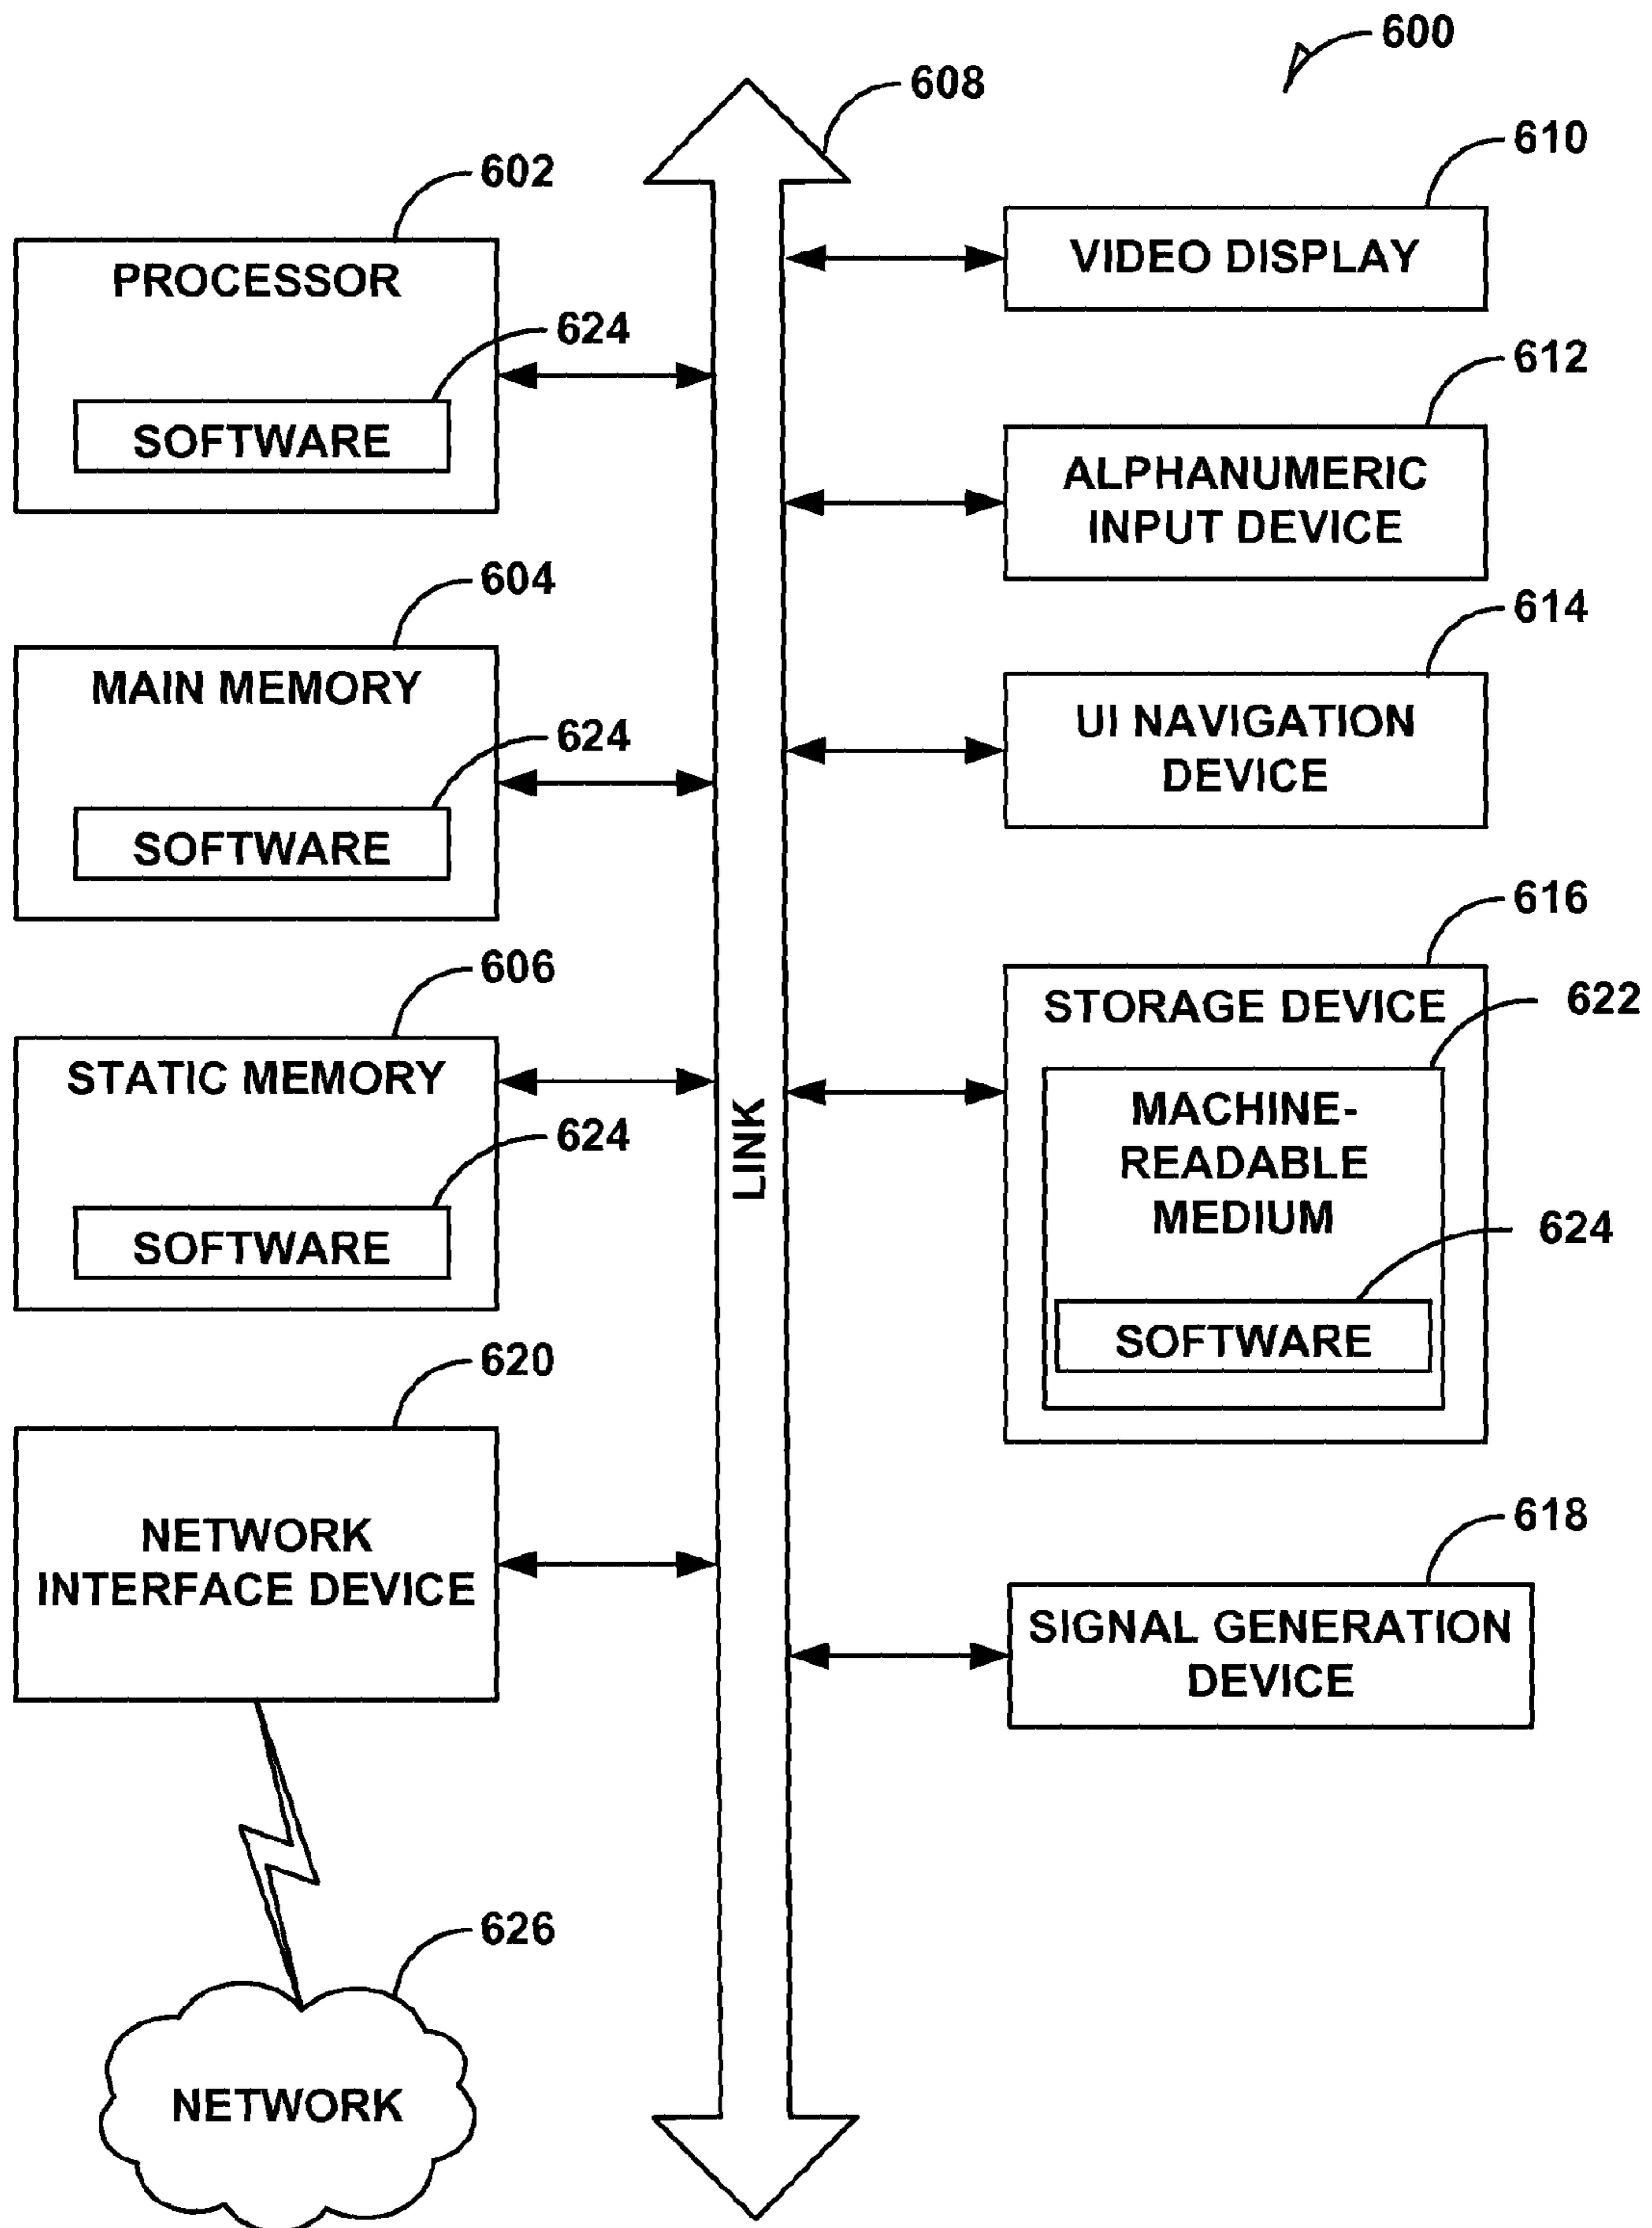 600
608
610
602
VIDEO DISPLAY
PROCESSOR
624
SOFTWARE
612
ALPHANUMERIC
INPUT DEVICE
604
MAIN MEMORY
624
SOFTWARE
614
UI NAVIGATION
DEVICE
606
STATIC MEMORY
624
SOFTWARE
LINK
616
STORAGE DEVICE
622
MACHINE-
READABLE
MEDIUM
624
SOFTWARE
620
NETWORK
INTERFACE DEVICE
618
SIGNAL GENERATION
DEVICE
626
NETWORK